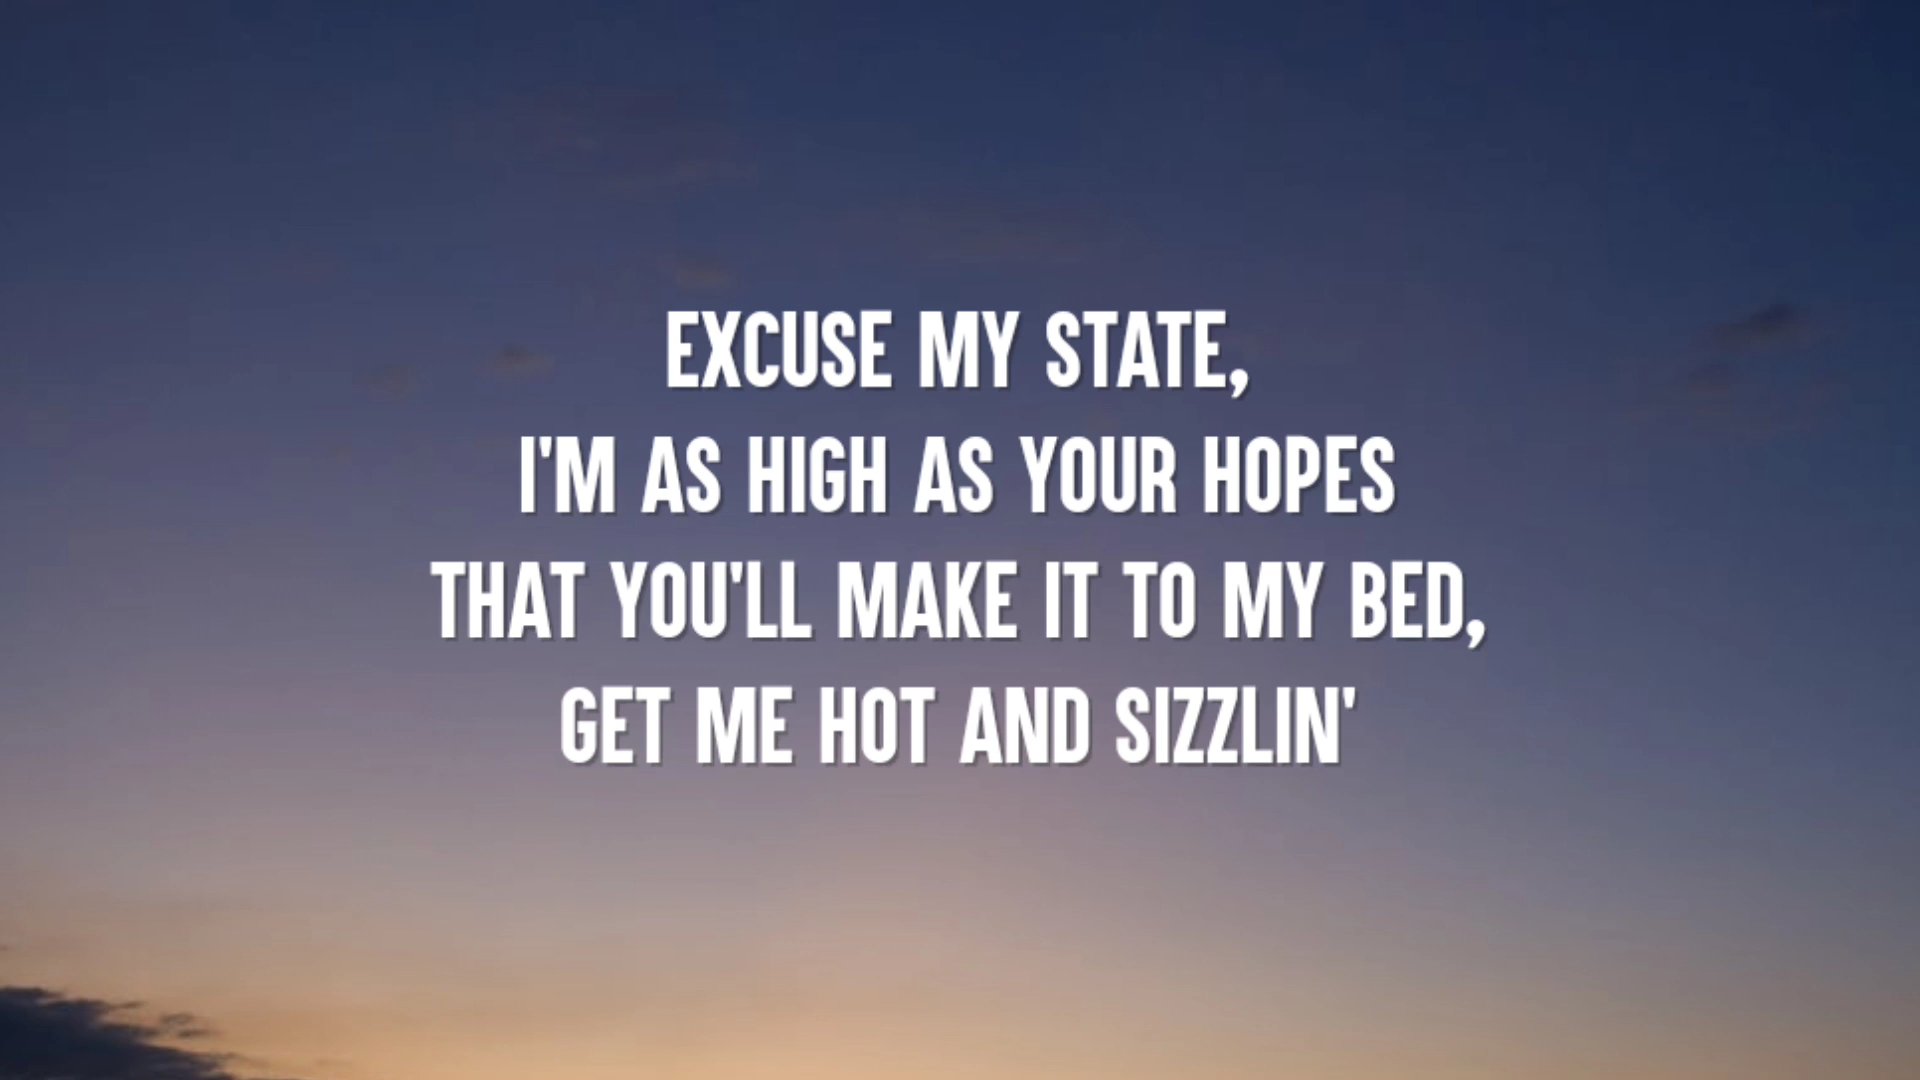 EXCUSE MY STATE,
I'M AS HIGH AS YOUR HOPES
THAT YOU'LL MAKE IT TO MY BED,
GET ME HOT AND SIZZLIN'